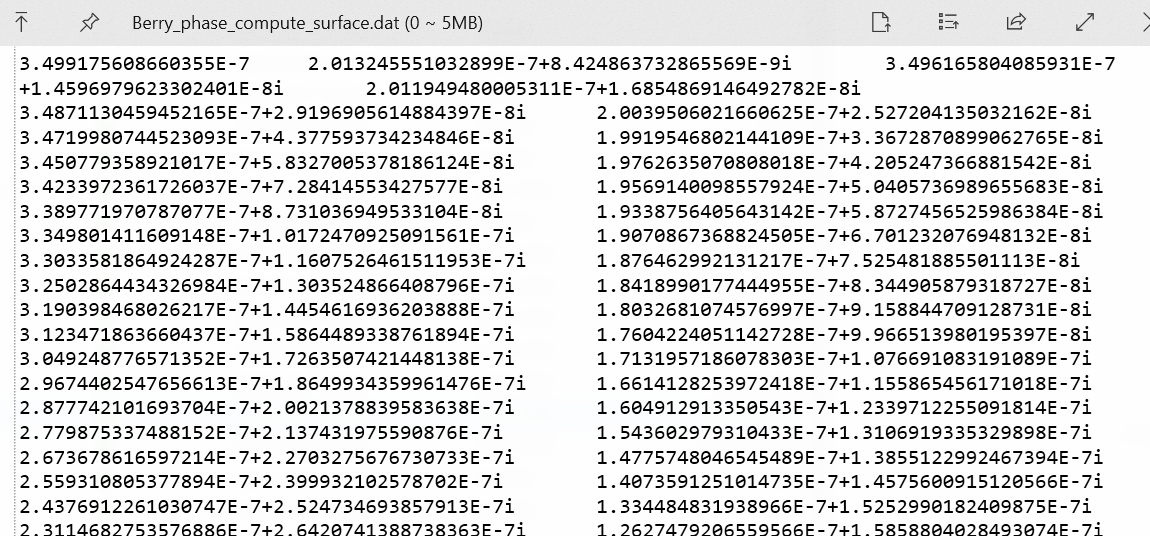 Berry_phase_compute_surface.dat (0 ~ 5MB)
3.499175608660355E-7 2.013245551032899E-7+8.424863732865569E-9i 3.496165804085931E-7
+1.4596979623302401E-8i 2.011949480005311E-7+1.6854869146492782E-8i
3.4871130459452165E-7+2.9196905614884397E-8i 2.0039506021660625E-7+2.527204135032162E-8i
3.4719980744523093E-7+4.377593734234846E-8i 1.9919546802144109E-7+3.3672870899062765E-8i
3.450779358921017E-7+5.8327005378186124E-8i 1.9762635070808018E-7+4.205247366881542E-8i
3.4233972361726037E-7+7.28414553427577E-8i 1.9569140098557924E-7+5.0405736989655683E-8i
3.389771970787077E-7+8.731036949533104E-8i 1.9338756405643142E-7+5.8727456525986384E-8i
3.349801411609148E-7+1.0172470925091561E-7i 1.9070867368824505E-7+6.701232076948132E-8i
3.3033581864924287E-7+1.1607526461511953E-7i 1.876462992131217E-7+7.525481885501113E-8i
3.2502864434326984E-7+1.303524866408796E-7i 1.8418990177444955E-7+8.344905879318727E-8i
3.190398468026217E-7+1.4454616936203888E-7i 1.8032681074576997E-7+9.158844709128731E-8i
3.123471863660437E-7+1.5864489338761894E-7i 1.7604224051142728E-7+9.966513980195397E-8i
3.049248776571352E-7+1.7263507421448138E-7i 1.7131957186078303E-7+1.076691083191089E-7i
2.9674402547656613E-7+1.8649934359961476E-7i 1.6614128253972418E-7+1.155865456171018E-7i
2.877742101693704E-7+2.0021378839583638E-7i 1.604912913350543E-7+1.2339712255091814E-7i
2.779875337488152E-7+2.137431975590876E-7i 1.543602979310433E-7+1.3106919335329898E-7i
2.673678616597214E-7+2.2703275676730733E-7i 1.4775748046545489E-7+1.3855122992467394E-7i
2.559310805377894E-7+2.399932102578702E-7i 1.4073591251014735E-7+1.4575600915120566E-7i
2.4376912261030747E-7+2.524734693857913E-7i 1.334484831938966E-7+1.5252990182409875E-7i
2.3114682753576886E-7+2.6420741388738363E-7i 1.2627479206559566E-7+1.5858804028493074E-7i